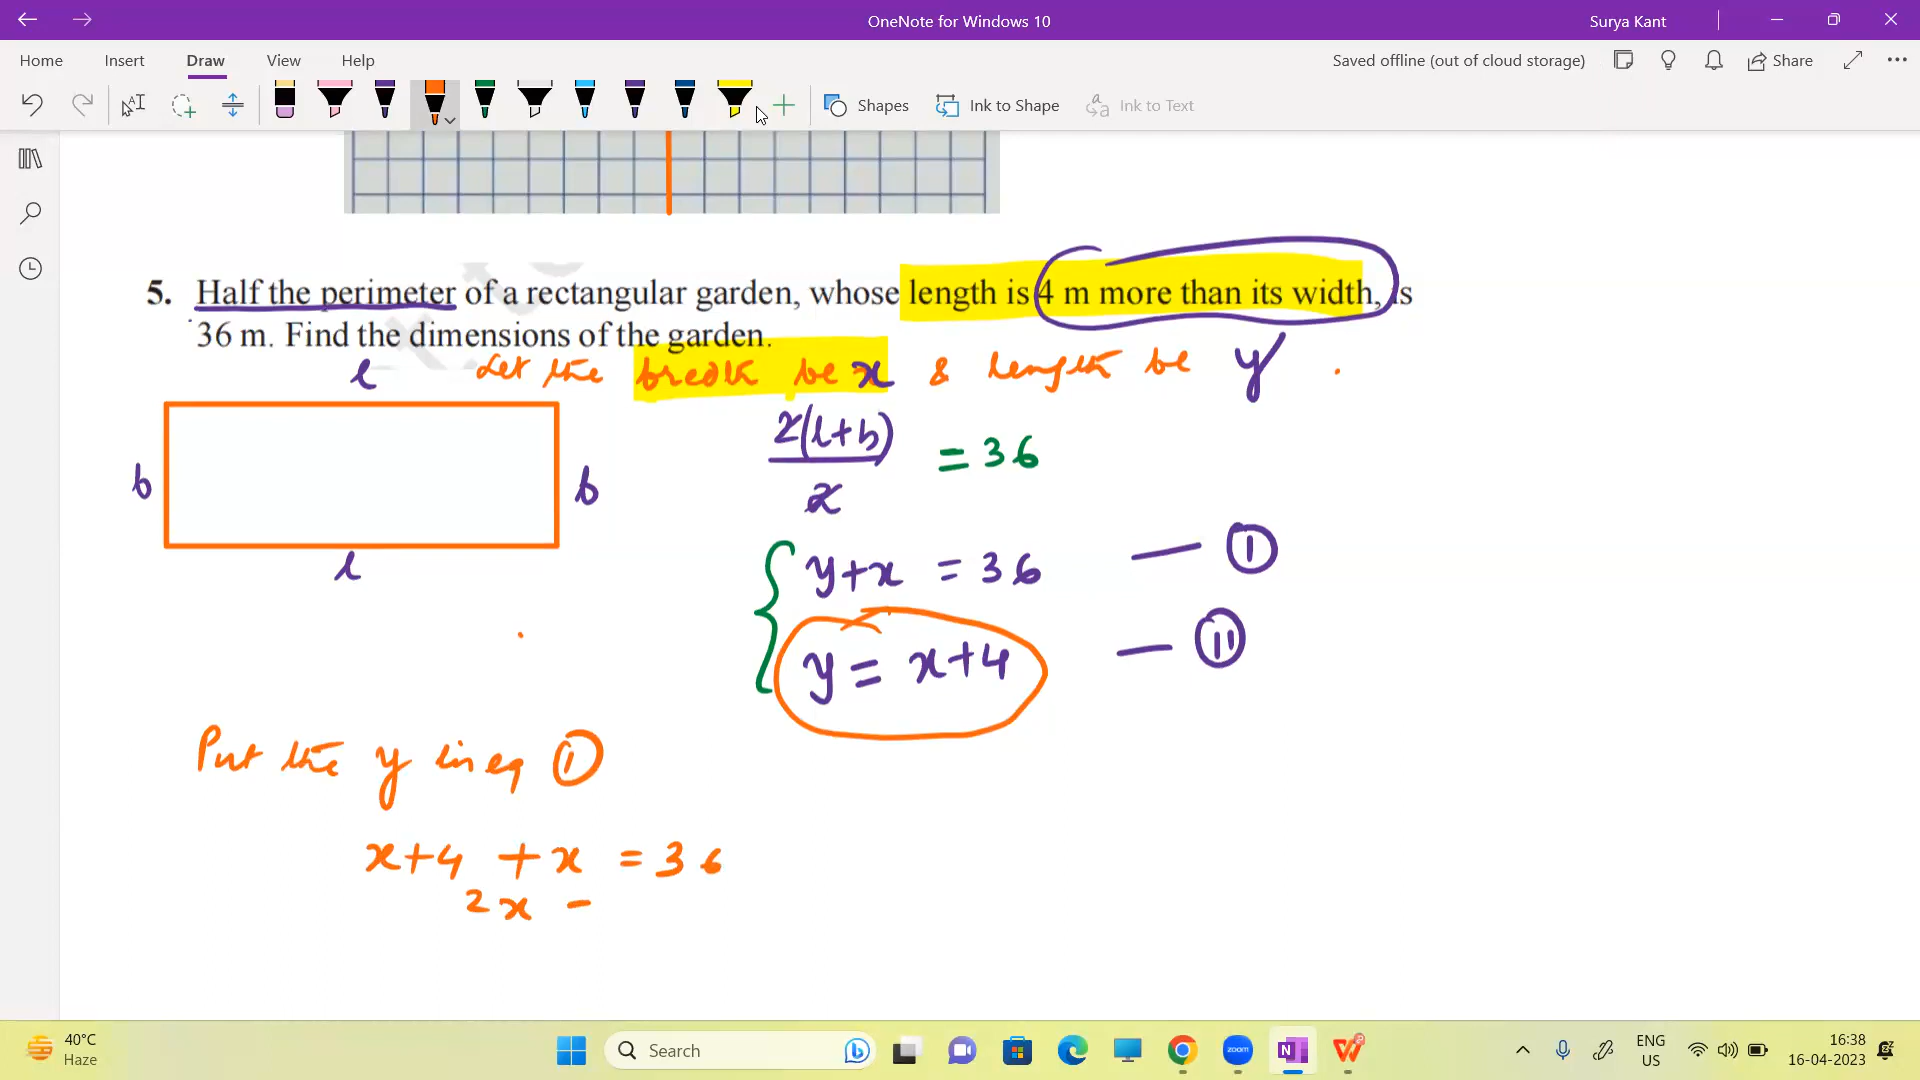 OneNote for Windows 10
Surya Kant
Home Insert Draw View Help
Saved offline (out of cloud storage) Share
Shapes Ink to Shape Ink to Text
5. Half the perimeter of a rectangular garden, whose length is 4 m more than its width, is
36 m. Find the dimensions of the garden.
l
Let the bredth be x & length be y .
b b
l
2(l+b)/2 = 36
y+x = 36 — I
y = x+4 — II
Put the y in eq I
x+4 + x = 36
2x -
40°C
Haze
Search
zoom
ENG
US
16:38
16-04-2023